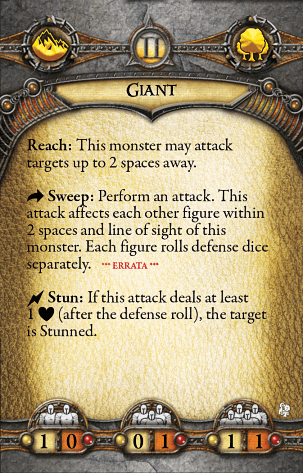 II
GIANT
Reach: This monster may attack
targets up to 2 spaces away.
Sweep: Perform an attack. This
attack affects each other figure within
2 spaces and line of sight of this
monster. Each figure rolls defense dice
separately. *** ERRATA ***
Stun: If this attack deals at least
1 (after the defense roll), the target
is Stunned.
1 0 0 1 1 1